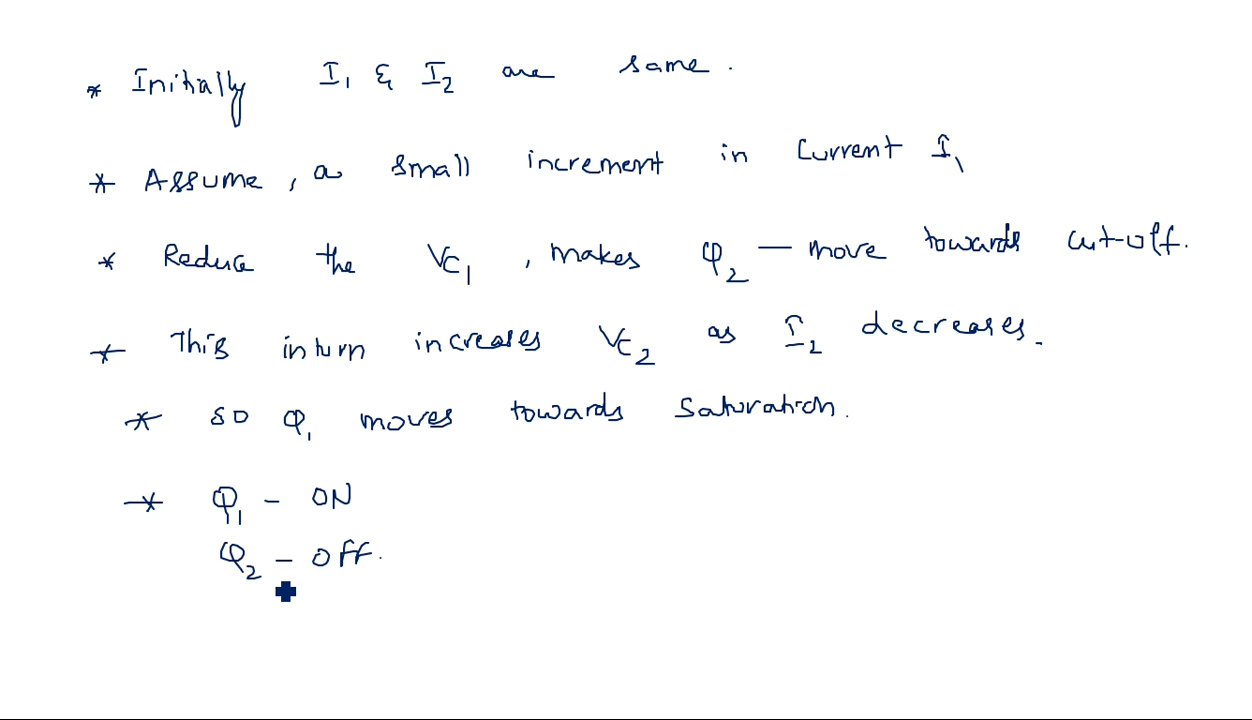 * Initially I1 & I2 are same.
* Assume, a small increment in current I1
* Reduce the VC1, makes Q2 — move towards cut-off.
* This inturn increases VC2 as I2 decreases.
* so Q1 moves towards saturation.
* Q1 - ON
Q2 - off.